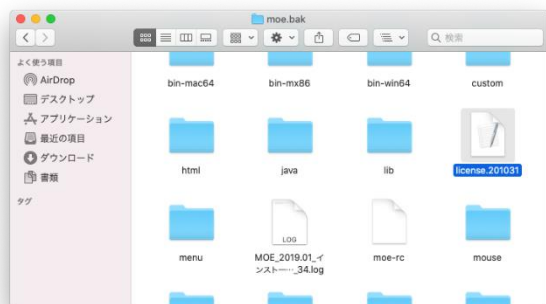 moe.bak
検索
よく使う項目
AirDrop
デスクトップ
アプリケーション
最近の項目
ダウンロード
書類
タグ
bin-mac64
bin-mx86
bin-win64
custom
html
java
lib
license.201031
menu
LOG
MOE_2019.01_イ
ンストー…_34.log
moe-rc
mouse